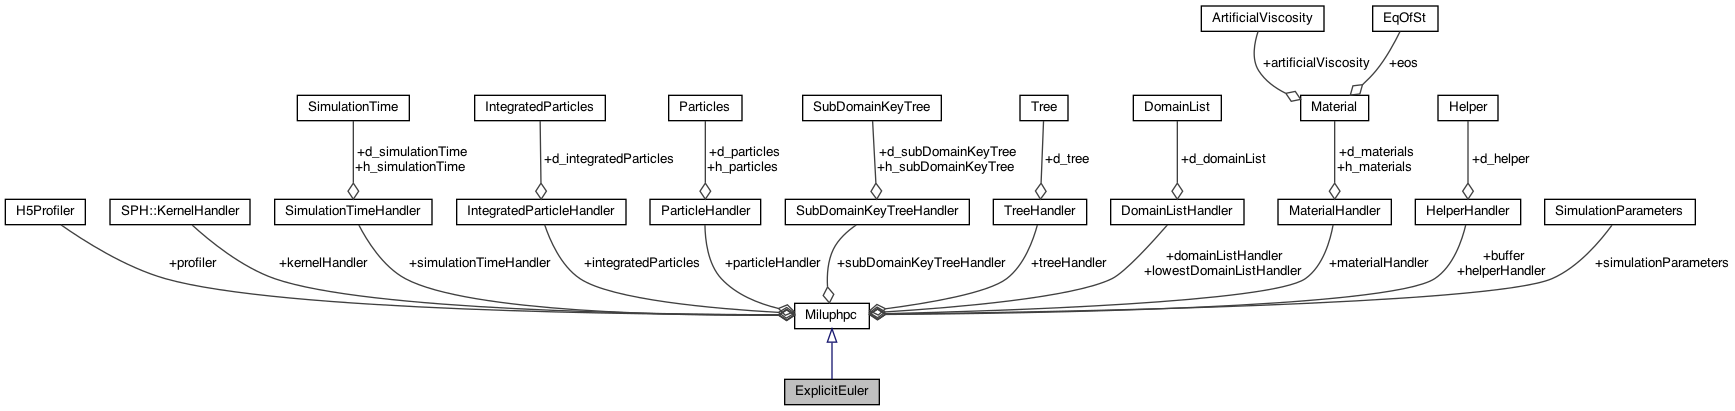 ArtificialViscosity
EqOfSt
+artificialViscosity
+eos
SimulationTime
IntegratedParticles
Particles
SubDomainKeyTree
Tree
DomainList
Material
Helper
+d_simulationTime
+h_simulationTime
+d_integratedParticles
+d_particles
+h_particles
+d_subDomainKeyTree
+h_subDomainKeyTree
+d_tree
+d_domainList
+d_materials
+h_materials
+d_helper
H5Profiler
SPH::KernelHandler
SimulationTimeHandler
IntegratedParticleHandler
ParticleHandler
SubDomainKeyTreeHandler
TreeHandler
DomainListHandler
MaterialHandler
HelperHandler
SimulationParameters
+profiler
+kernelHandler
+simulationTimeHandler
+integratedParticles
+particleHandler
+subDomainKeyTreeHandler
+treeHandler
+domainListHandler
+lowestDomainListHandler
+materialHandler
+buffer
+helperHandler
+simulationParameters
Miluphpc
ExplicitEuler